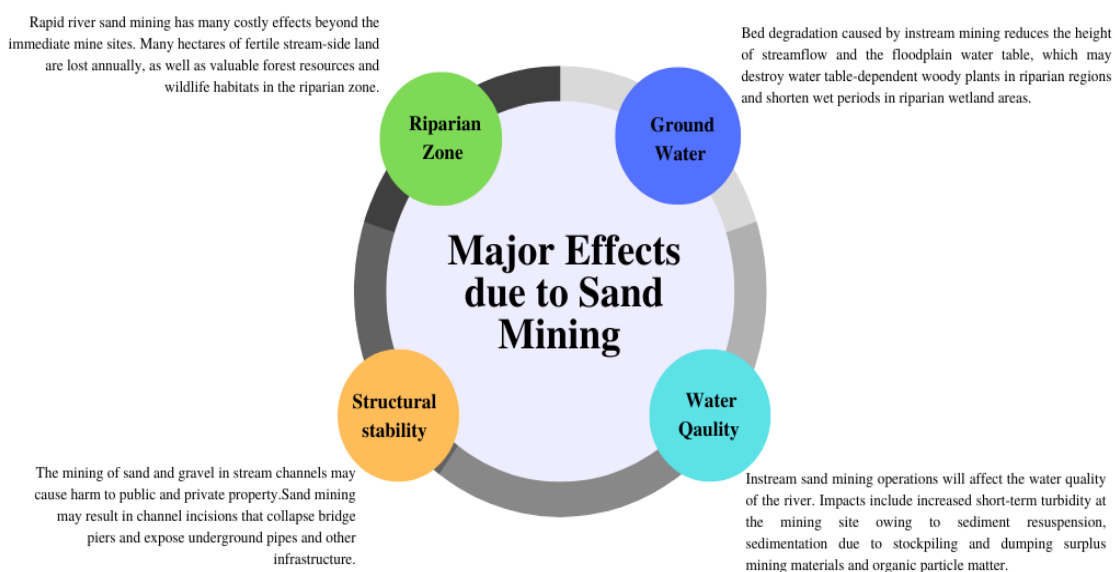 Rapid river sand mining has many costly effects beyond the
immediate mine sites. Many hectares of fertile stream-side land
are lost annually, as well as valuable forest resources and
wildlife habitats in the riparian zone.
Bed degradation caused by instream mining reduces the height
of streamflow and the floodplain water table, which may
destroy water table-dependent woody plants in riparian regions
and shorten wet periods in riparian wetland areas.
Riparian
Zone
Ground
Water
Major Effects
due to Sand
Mining
Structural
stability
Water
Qaulity
The mining of sand and gravel in stream channels may
cause harm to public and private property.Sand mining
may result in channel incisions that collapse bridge
piers and expose underground pipes and other
infrastructure.
Instream sand mining operations will affect the water quality
of the river. Impacts include increased short-term turbidity at
the mining site owing to sediment resuspension,
sedimentation due to stockpiling and dumping surplus
mining materials and organic particle matter.